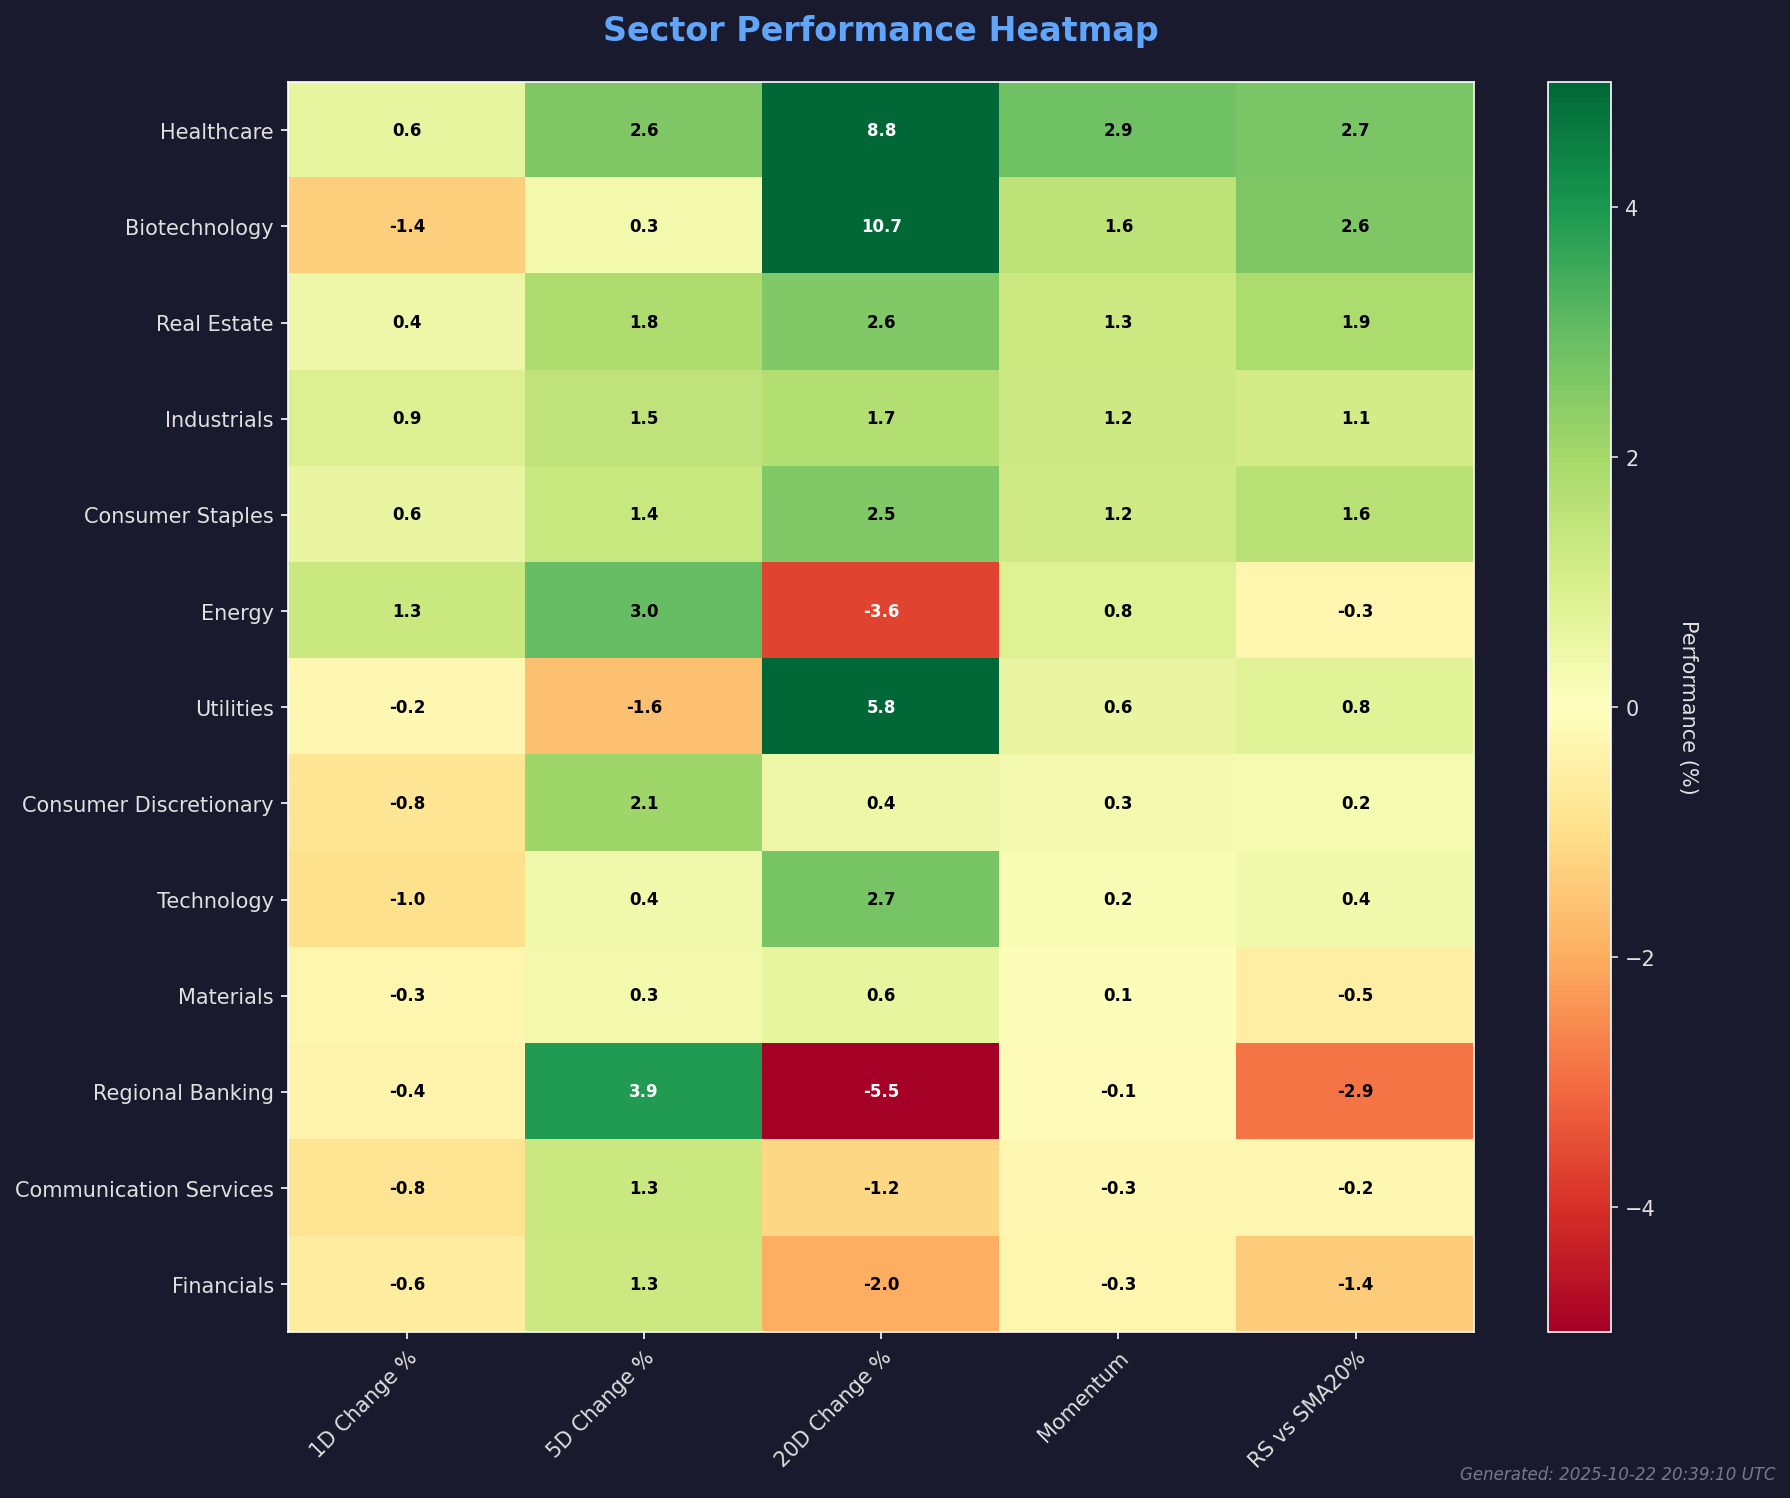 Sector Performance Heatmap
Healthcare 0.6 2.6 8.8 2.9 2.7
Biotechnology -1.4 0.3 10.7 1.6 2.6
Real Estate 0.4 1.8 2.6 1.3 1.9
Industrials 0.9 1.5 1.7 1.2 1.1
Consumer Staples 0.6 1.4 2.5 1.2 1.6
Energy 1.3 3.0 -3.6 0.8 -0.3
Utilities -0.2 -1.6 5.8 0.6 0.8
Consumer Discretionary -0.8 2.1 0.4 0.3 0.2
Technology -1.0 0.4 2.7 0.2 0.4
Materials -0.3 0.3 0.6 0.1 -0.5
Regional Banking -0.4 3.9 -5.5 -0.1 -2.9
Communication Services -0.8 1.3 -1.2 -0.3 -0.2
Financials -0.6 1.3 -2.0 -0.3 -1.4
1D Change % 5D Change % 20D Change % Momentum RS vs SMA20%
4
2
0
−2
−4
Performance (%)
Generated: 2025-10-22 20:39:10 UTC